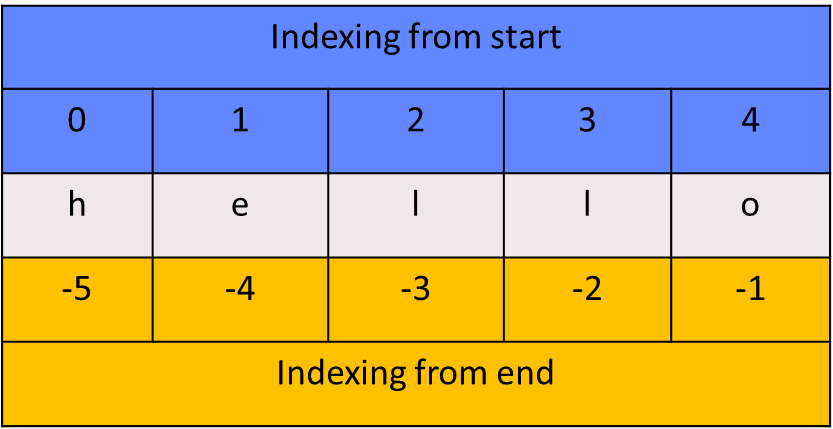 Indexing from start
0 1 2 3 4
h e l l o
-5 -4 -3 -2 -1
Indexing from end